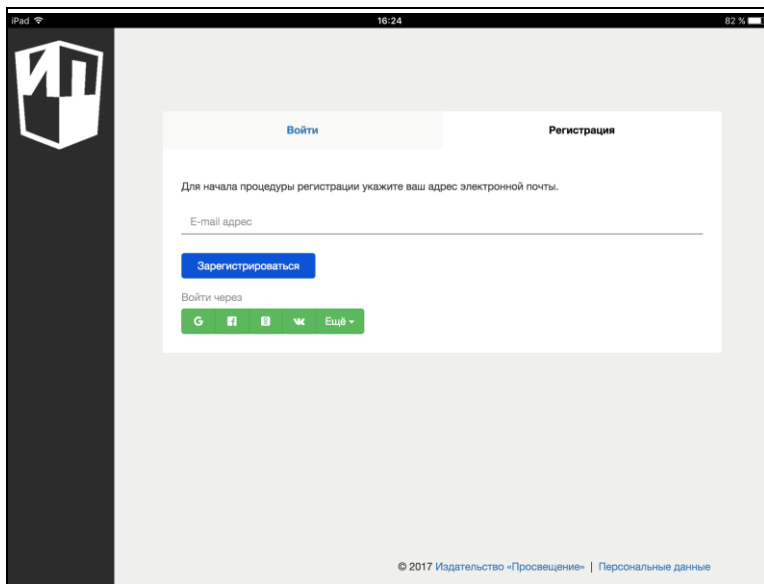 iPad 16:24 82 %
ИП
Войти Регистрация
Для начала процедуры регистрации укажите ваш адрес электронной почты.
E-mail адрес
Зарегистрироваться
Войти через
G f Ещё
© 2017 Издательство «Просвещение» | Персональные данные